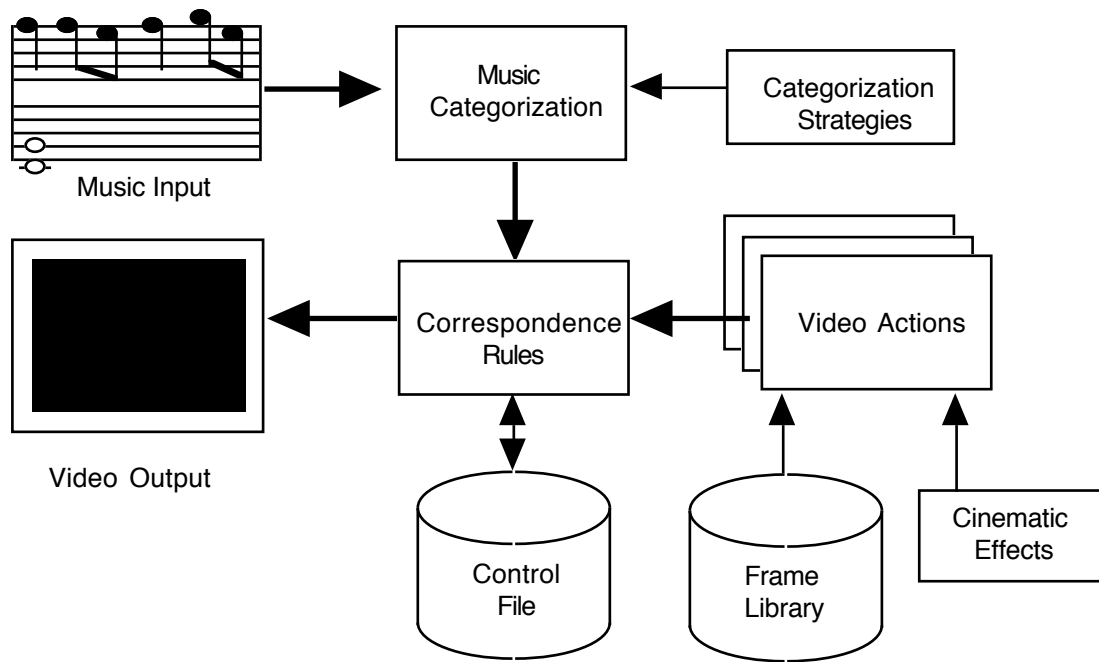 Music
Categorization
Categorization
Strategies
Music Input
Correspondence
Rules
Video Actions
Video Output
Control
File
Frame
Library
Cinematic
Effects